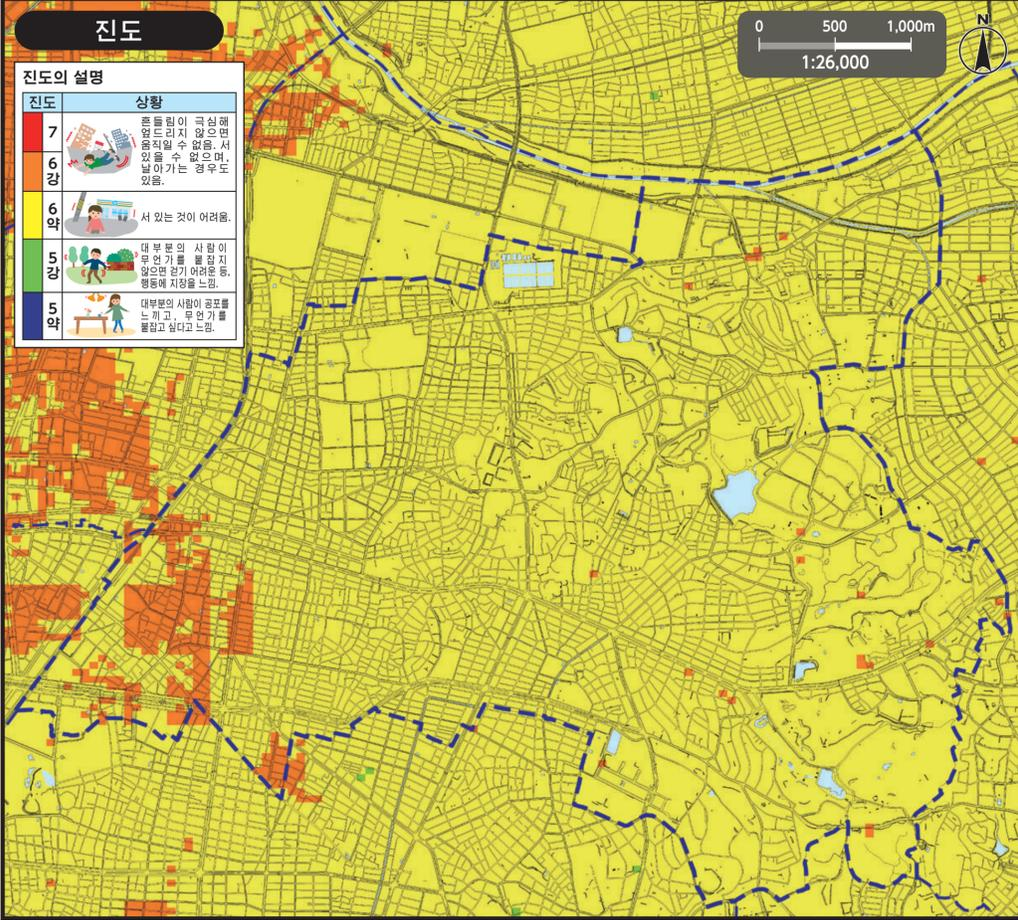 진도
0 500 1,000m
1:26,000
N
진도의 설명
진도 상황
7
6
강
흔들림이 극심해
엎드리지 않으면
움직일 수 없음. 서
있을 수 없으며,
날아가는 경우도
있음.
6
약
서 있는 것이 어려움.
5
강
대부분의 사람이
무언가를 붙잡지
않으면 걷기 어려운 등,
행동에 지장을 느낌.
5
약
대부분의 사람이 공포를
느끼고, 무언가를
붙잡고 싶다고 느낌.